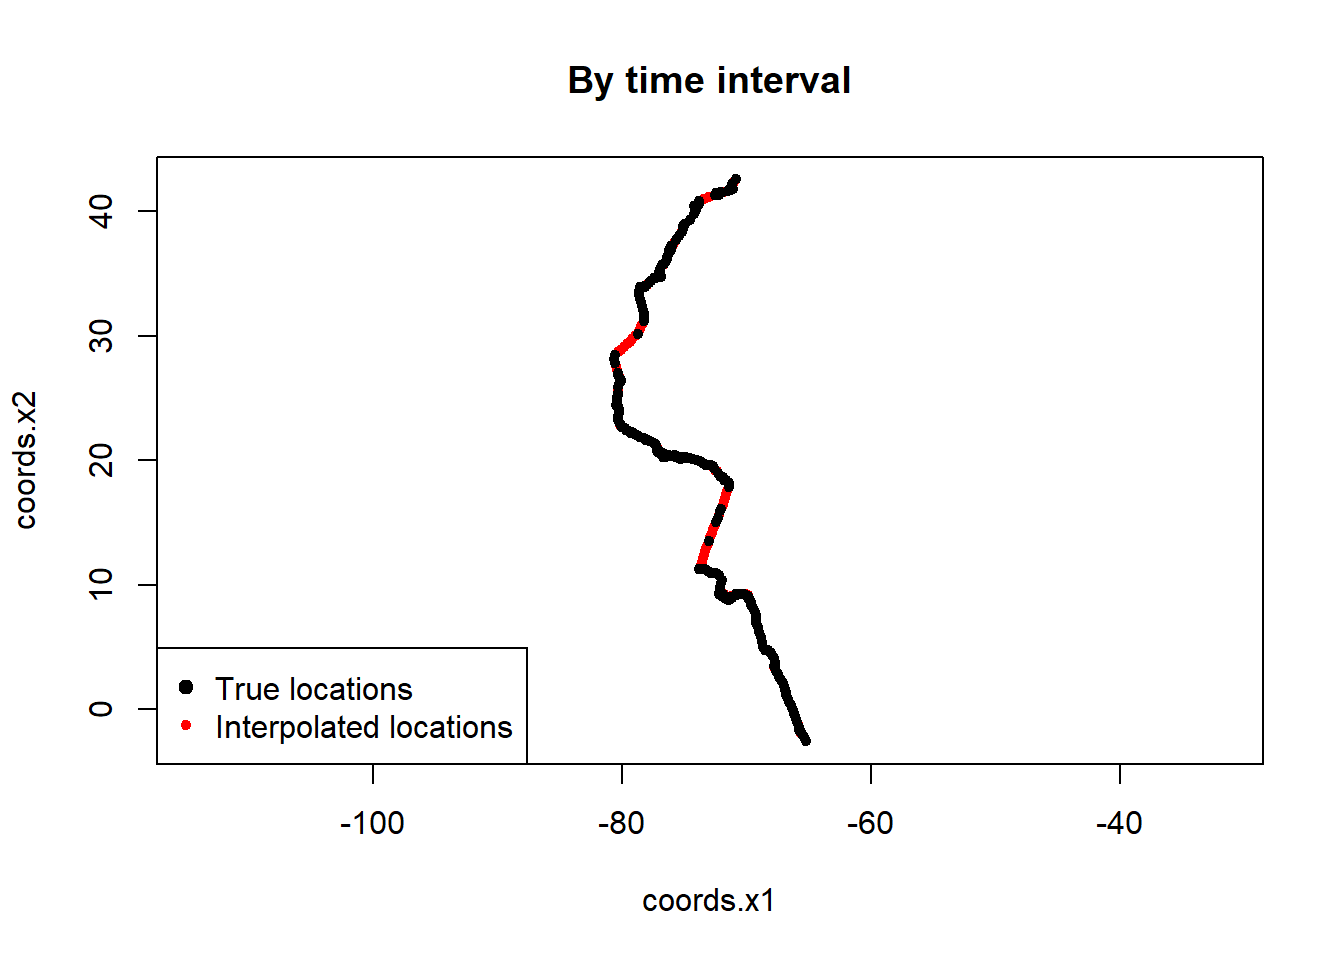 By time interval
coords.x2
40
30
20
10
0
True locations
Interpolated locations
-100 -80 -60 -40
coords.x1